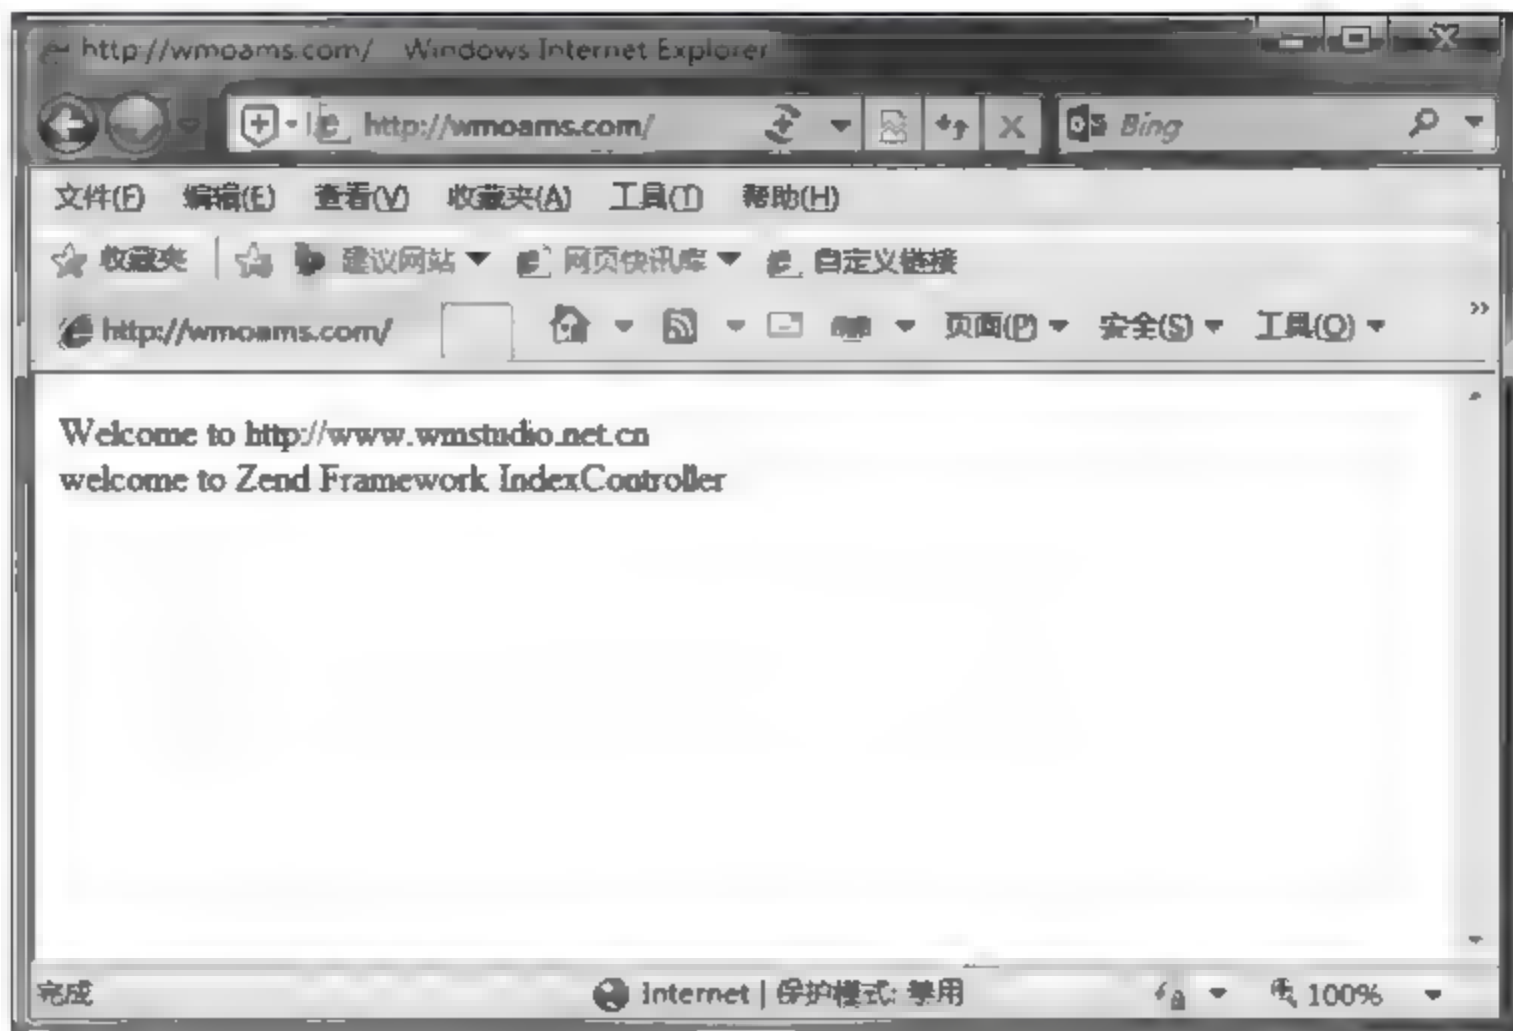 http://wmoams.com/ Windows Internet Explorer
http://wmoams.com/ Bing
文件(F) 编辑(E) 查看(V) 收藏夹(A) 工具(T) 帮助(H)
收藏夹 建议网站 网页快讯库 自定义链接
http://wmoams.com/ 页面(P) 安全(S) 工具(O) »
Welcome to http://www.wmstudio.net.cn
welcome to Zend Framework IndexController
完成 Internet | 保护模式: 禁用 100%